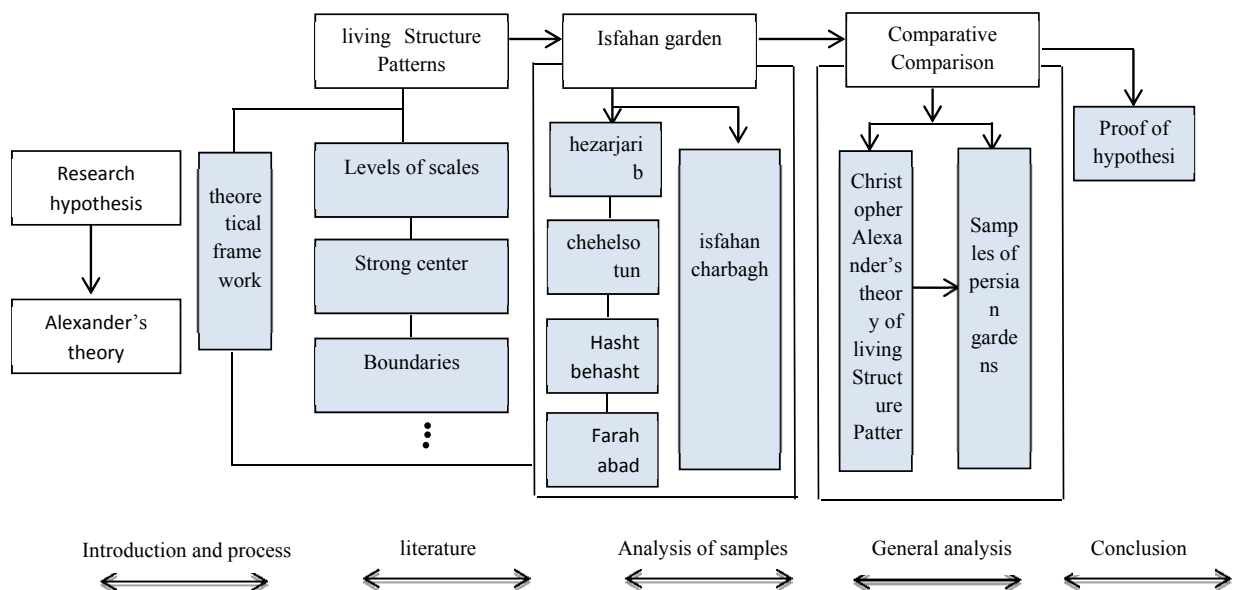 living Structure
Patterns
Isfahan garden
Comparative
Comparison
Research
hypothesis
Alexander's
theory
theore
tical
frame
work
Levels of scales
Strong center
Boundaries
hezarjari
b
chehelso
tun
Hasht
behasht
Farah
abad
isfahan
charbagh
Christ
opher
Alexa
nder's
theor
y of
living
Struct
ure
Patter
Samp
les of
persia
n
garde
ns
Proof of
hypothesi
Introduction and process
literature
Analysis of samples
General analysis
Conclusion